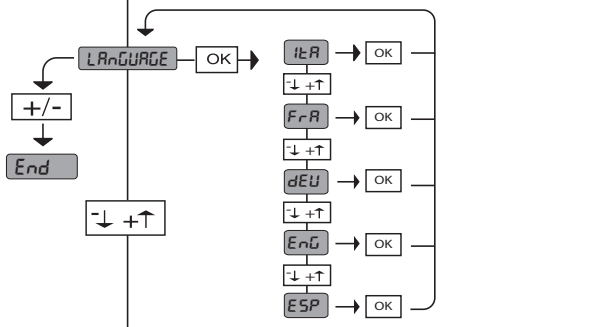 LAnGUAGE OK ItA OK
-↓ +↑
+/-
FrA OK
-↓ +↑
End
dEU OK
-↓ +↑
-↓ +↑
EnG OK
-↓ +↑
ESP OK